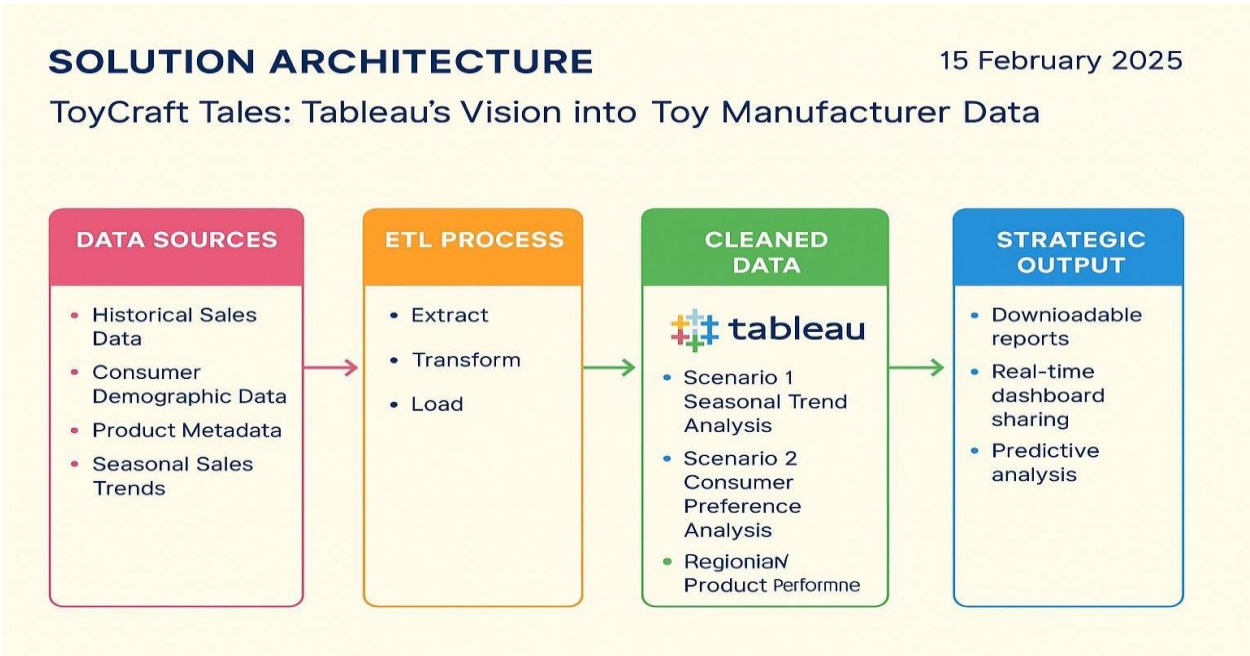 SOLUTION ARCHITECTURE
15 February 2025
ToyCraft Tales: Tableau's Vision into Toy Manufacturer Data
DATA SOURCES
• Historical Sales
Data
• Consumer
Demographic Data
• Product Metadata
• Seasonal Sales
Trends
ETL PROCESS
• Extract
• Transform
• Load
CLEANED
DATA
tableau
• Scenario 1
Seasonal Trend
Analysis
• Scenario 2
Consumer
Preference
Analysis
• RegioniaN
Product Performne
STRATEGIC
OUTPUT
• Downioadable
reports
• Real-time
dashboard
sharing
• Predictive
analysis